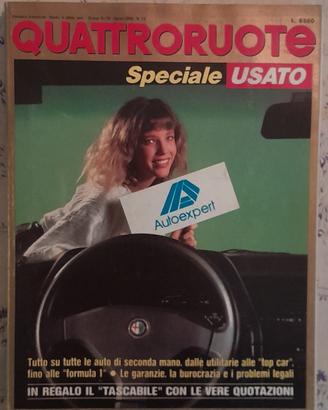 L. 8500
QUATTRORUOTE
Speciale USATO
Autoexpert
Tutto su tutte le auto di seconda mano, dalle utilitarie alle "top car",
fino alle "formula 1" • Le garanzie, la burocrazia e i problemi legali
IN REGALO IL "TASCABILE" CON LE VERE QUOTAZIONI